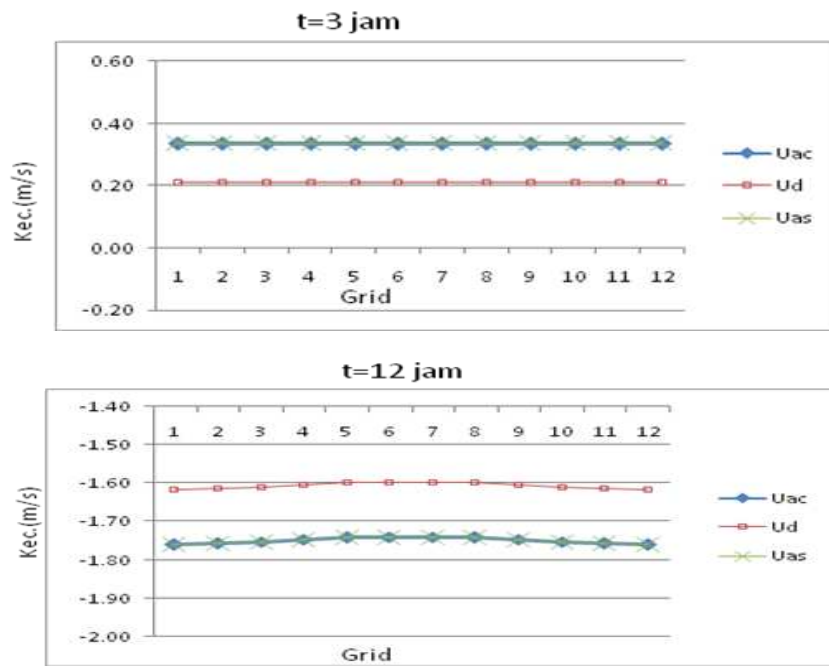 t=3 jam
0.60
0.40
0.20
0.00
-0.20
Kec.(m/s)
1 2 3 4 5 6 7 8 9 10 11 12
Grid
Uac
Ud
Uas
t=12 jam
-1.40
-1.50
-1.60
-1.70
-1.80
-1.90
-2.00
Kec.(m/s)
1 2 3 4 5 6 7 8 9 10 11 12
Grid
Uac
Ud
Uas